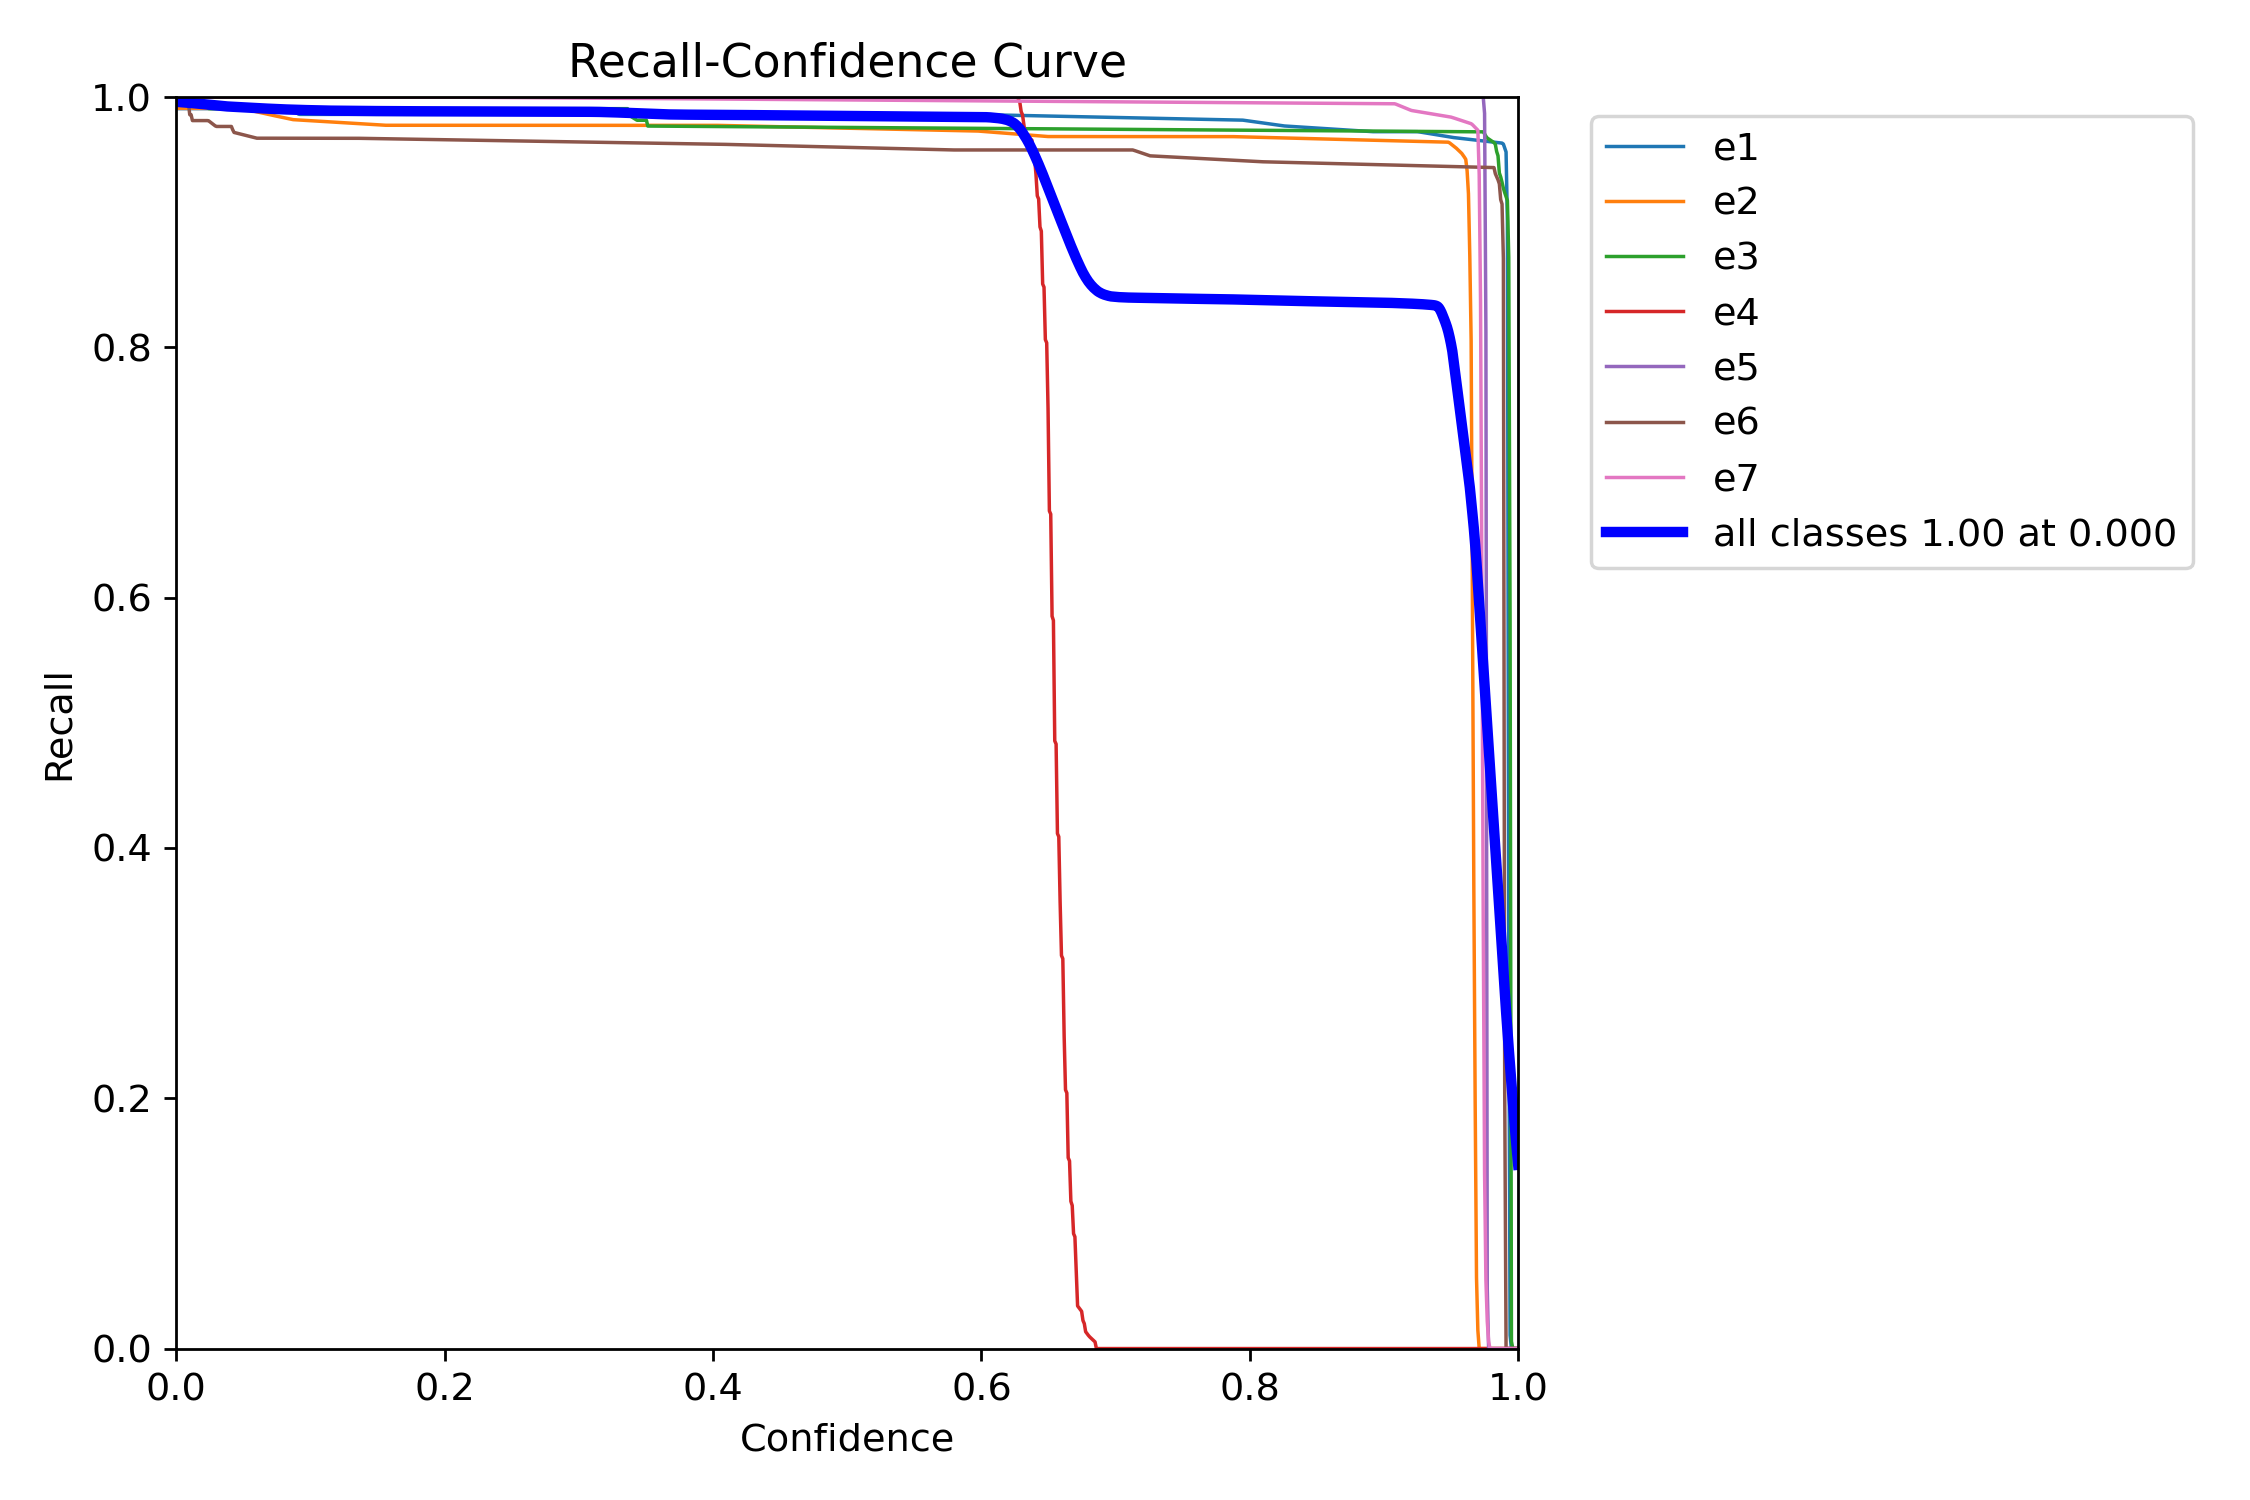 Recall-Confidence Curve
1.0
0.8
0.6
0.4
0.2
0.0
Recall
0.0 0.2 0.4 0.6 0.8 1.0
Confidence
e1
e2
e3
e4
e5
e6
e7
all classes 1.00 at 0.000